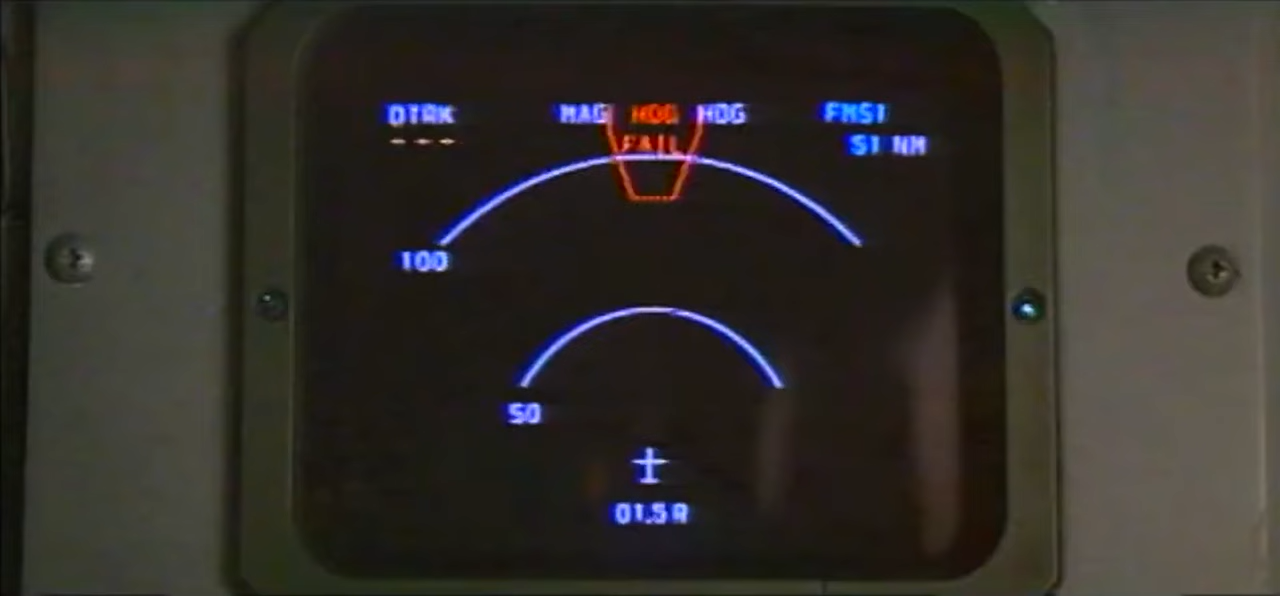 DTRK MAG HDG HDG FMS1
- - - FAIL 51 NM
100
50
01.5 R